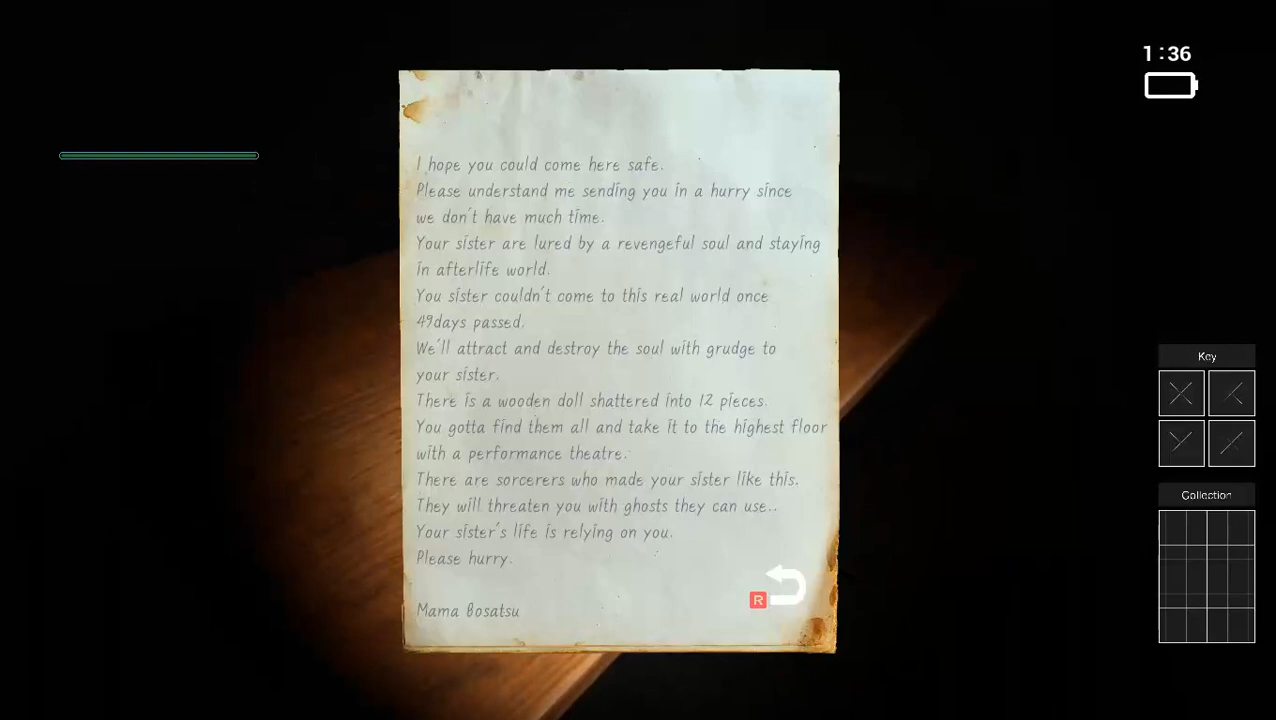 1:36
I hope you could come here safe.
Please understand me sending you in a hurry since
we don't have much time.
Your sister are lured by a revengeful soul and staying
in afterlife world.
You sister couldn't come to this real world once
49days passed.
We'll attract and destroy the soul with grudge to
your sister.
There is a wooden doll shattered into 12 pieces.
You gotta find them all and take it to the highest floor
with a performance theatre.
There are sorcerers who made your sister like this.
They will threaten you with ghosts they can use..
Your sister's life is relying on you.
Please hurry.
Mama Bosatsu
R
Key
Collection